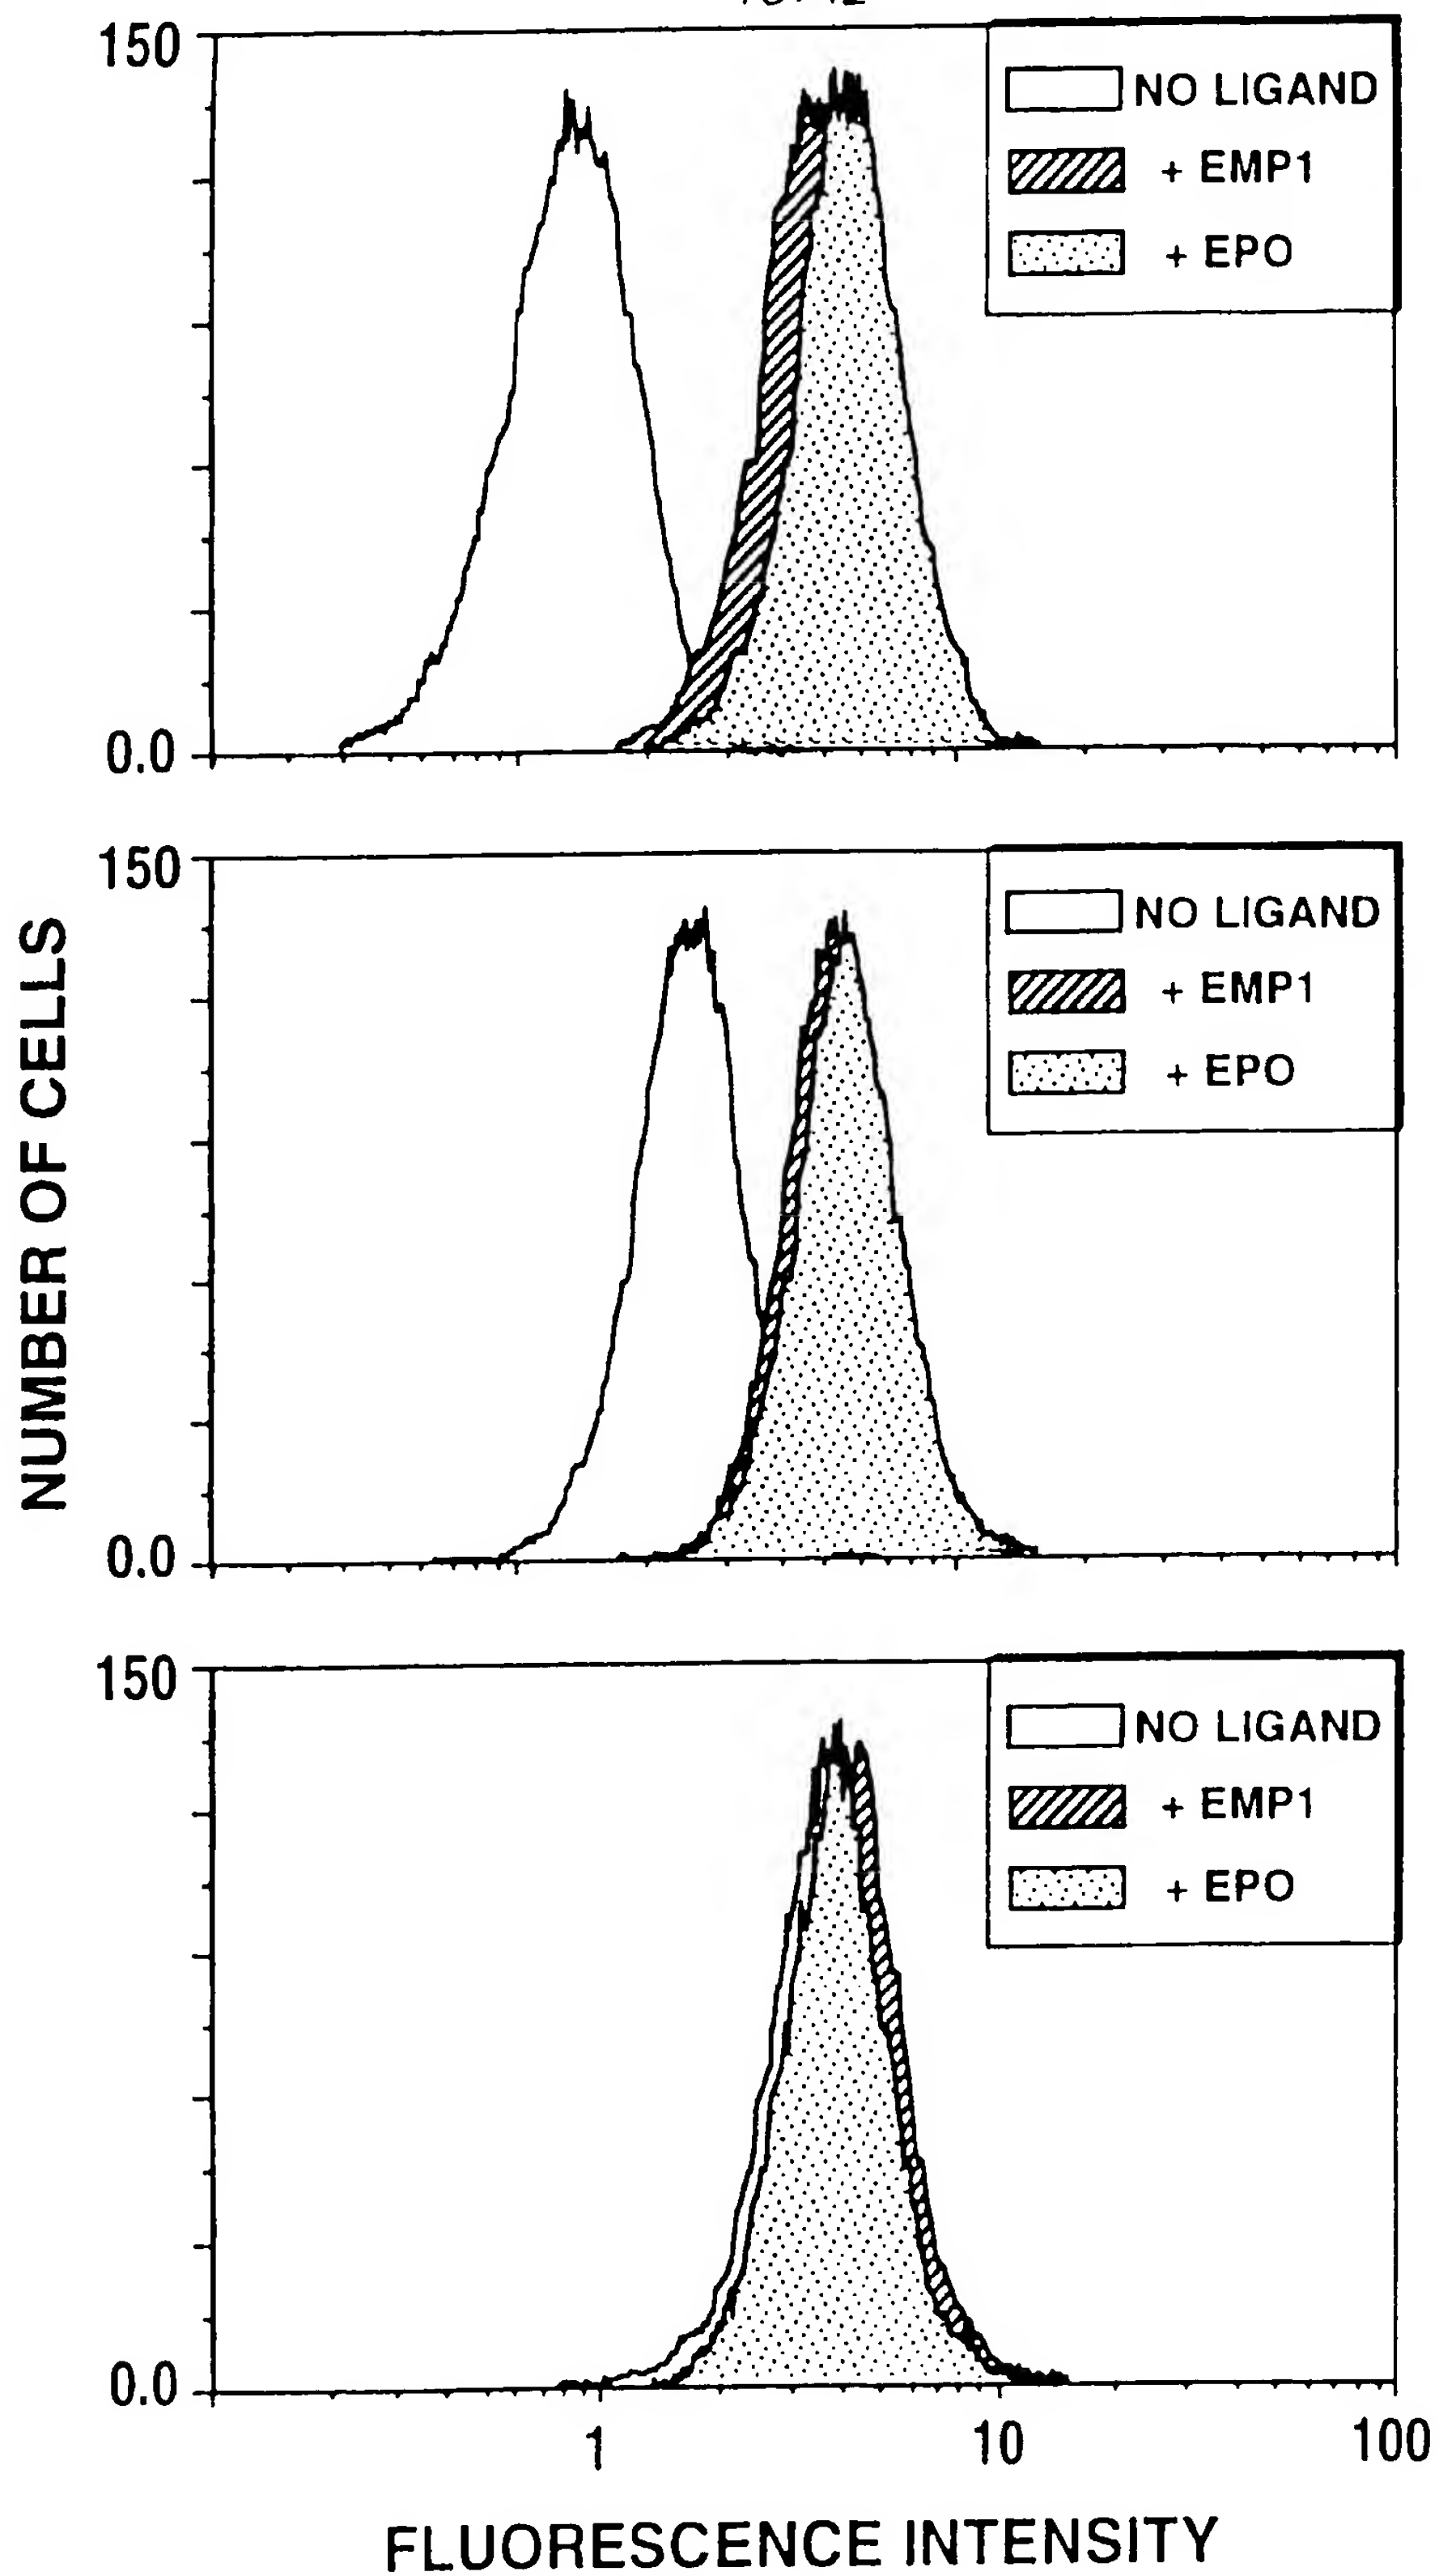 150
NO LIGAND
+ EMP1
+ EPO
0.0
NUMBER OF CELLS
150
NO LIGAND
+ EMP1
+ EPO
0.0
150
NO LIGAND
+ EMP1
+ EPO
0.0
1 10 100
FLUORESCENCE INTENSITY